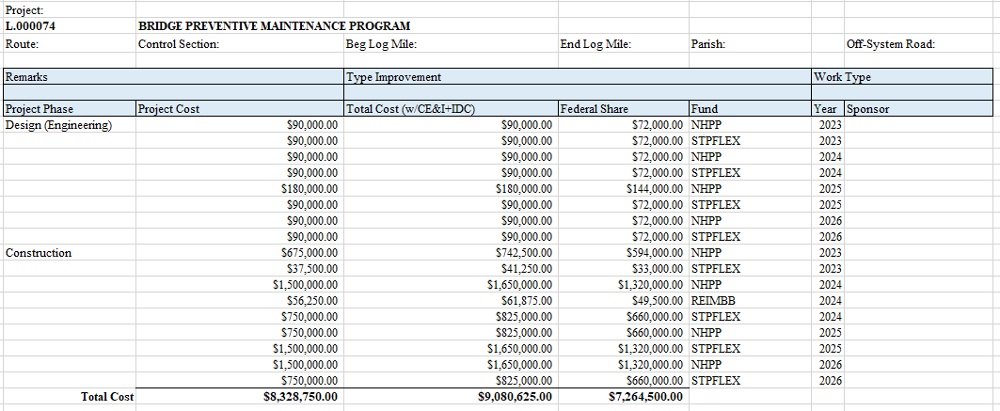 Project:
L.000074 BRIDGE PREVENTIVE MAINTENANCE PROGRAM
Route: Control Section: Beg Log Mile: End Log Mile: Parish: Off-System Road:
Remarks Type Improvement Work Type
Project Phase Project Cost Total Cost (w/CE&I+IDC) Federal Share Fund Year Sponsor
Design (Engineering) $90,000.00 $90,000.00 $72,000.00 NHPP 2023
$90,000.00 $90,000.00 $72,000.00 STPFLEX 2023
$90,000.00 $90,000.00 $72,000.00 NHPP 2024
$90,000.00 $90,000.00 $72,000.00 STPFLEX 2024
$180,000.00 $180,000.00 $144,000.00 NHPP 2025
$90,000.00 $90,000.00 $72,000.00 STPFLEX 2025
$90,000.00 $90,000.00 $72,000.00 NHPP 2026
$90,000.00 $90,000.00 $72,000.00 STPFLEX 2026
Construction $675,000.00 $742,500.00 $594,000.00 NHPP 2023
$37,500.00 $41,250.00 $33,000.00 STPFLEX 2023
$1,500,000.00 $1,650,000.00 $1,320,000.00 NHPP 2024
$56,250.00 $61,875.00 $49,500.00 REIMBB 2024
$750,000.00 $825,000.00 $660,000.00 STPFLEX 2024
$750,000.00 $825,000.00 $660,000.00 NHPP 2025
$1,500,000.00 $1,650,000.00 $1,320,000.00 STPFLEX 2025
$1,500,000.00 $1,650,000.00 $1,320,000.00 NHPP 2026
$750,000.00 $825,000.00 $660,000.00 STPFLEX 2026
Total Cost $8,328,750.00 $9,080,625.00 $7,264,500.00